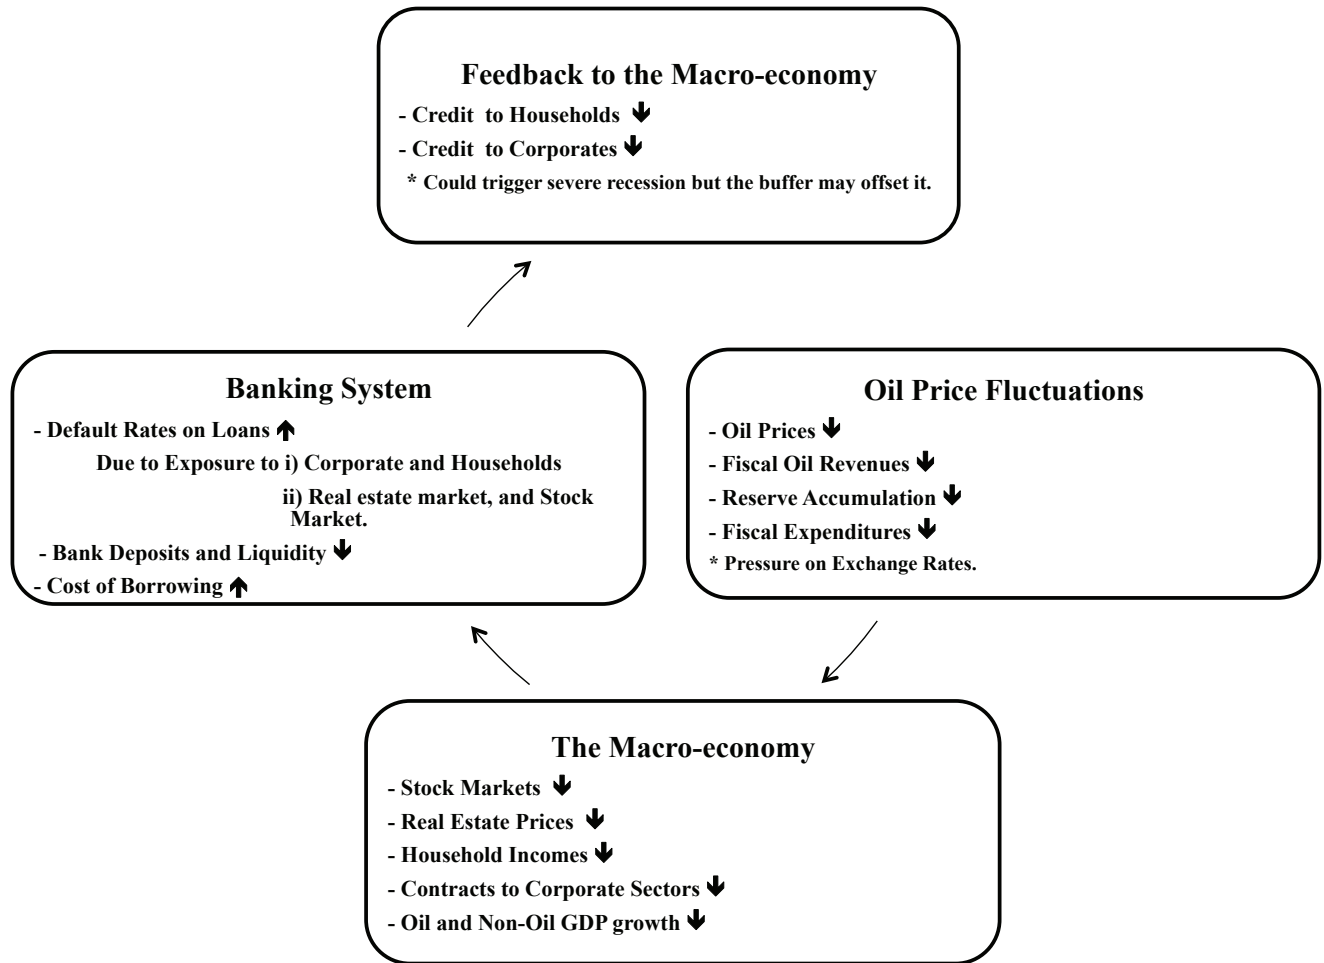 Feedback to the Macro-economy
- Credit to Households 🡻
- Credit to Corporates 🡻
* Could trigger severe recession but the buffer may offset it.
Banking System
- Default Rates on Loans 🡹
Due to Exposure to i) Corporate and Households
ii) Real estate market, and Stock
Market.
- Bank Deposits and Liquidity 🡻
- Cost of Borrowing 🡹
Oil Price Fluctuations
- Oil Prices 🡻
- Fiscal Oil Revenues 🡻
- Reserve Accumulation 🡻
- Fiscal Expenditures 🡻
* Pressure on Exchange Rates.
The Macro-economy
- Stock Markets 🡻
- Real Estate Prices 🡻
- Household Incomes 🡻
- Contracts to Corporate Sectors 🡻
- Oil and Non-Oil GDP growth 🡻